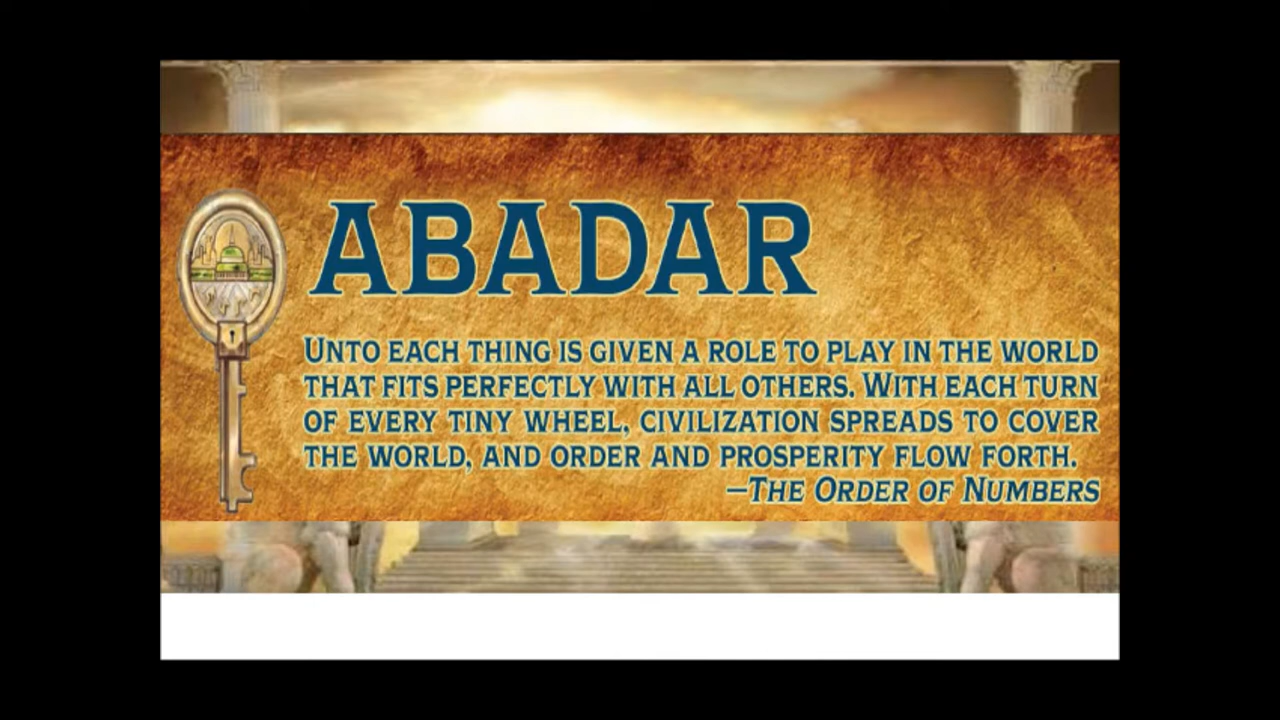 ABADAR
UNTO EACH THING IS GIVEN A ROLE TO PLAY IN THE WORLD
THAT FITS PERFECTLY WITH ALL OTHERS. WITH EACH TURN
OF EVERY TINY WHEEL, CIVILIZATION SPREADS TO COVER
THE WORLD, AND ORDER AND PROSPERITY FLOW FORTH.
—THE ORDER OF NUMBERS